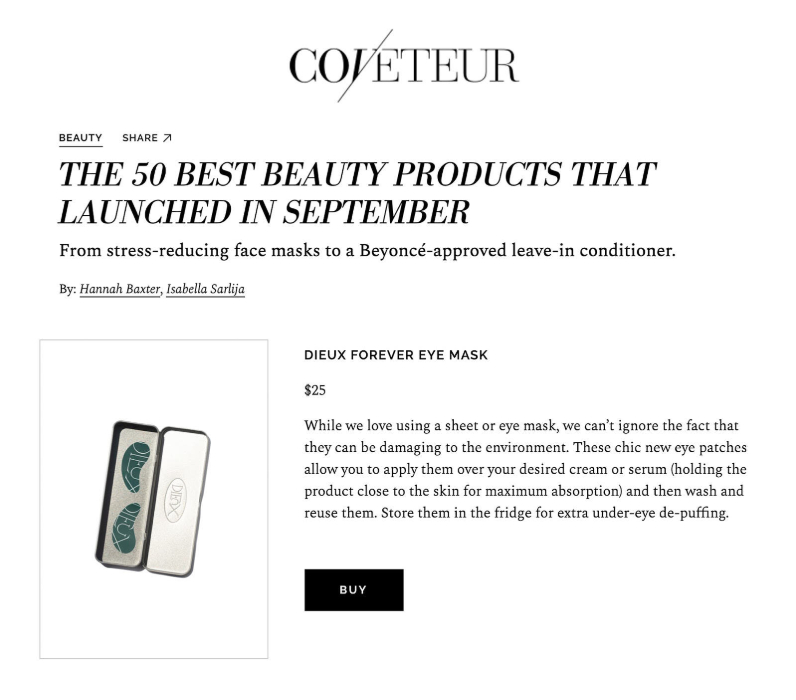 COVETEUR
BEAUTY SHARE
THE 50 BEST BEAUTY PRODUCTS THAT
LAUNCHED IN SEPTEMBER
From stress-reducing face masks to a Beyoncé-approved leave-in conditioner.
By: Hannah Baxter, Isabella Sarlija
DIEUX
DIEUX
DIEUX
DIEUX FOREVER EYE MASK
$25
While we love using a sheet or eye mask, we can’t ignore the fact that
they can be damaging to the environment. These chic new eye patches
allow you to apply them over your desired cream or serum (holding the
product close to the skin for maximum absorption) and then wash and
reuse them. Store them in the fridge for extra under-eye de-puffing.
BUY